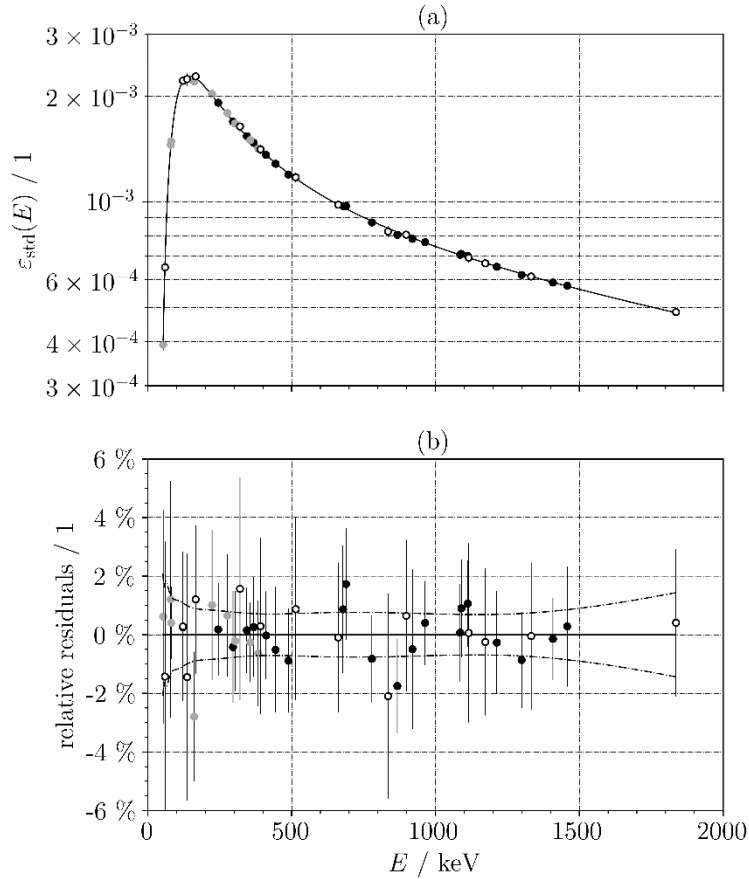 (a)
3 × 10⁻³
2 × 10⁻³
10⁻³
6 × 10⁻⁴
4 × 10⁻⁴
3 × 10⁻⁴
ε_std(E) / 1
(b)
6 %
4 %
2 %
0 %
-2 %
-4 %
-6 %
relative residuals / 1
0 500 1000 1500 2000
E / keV